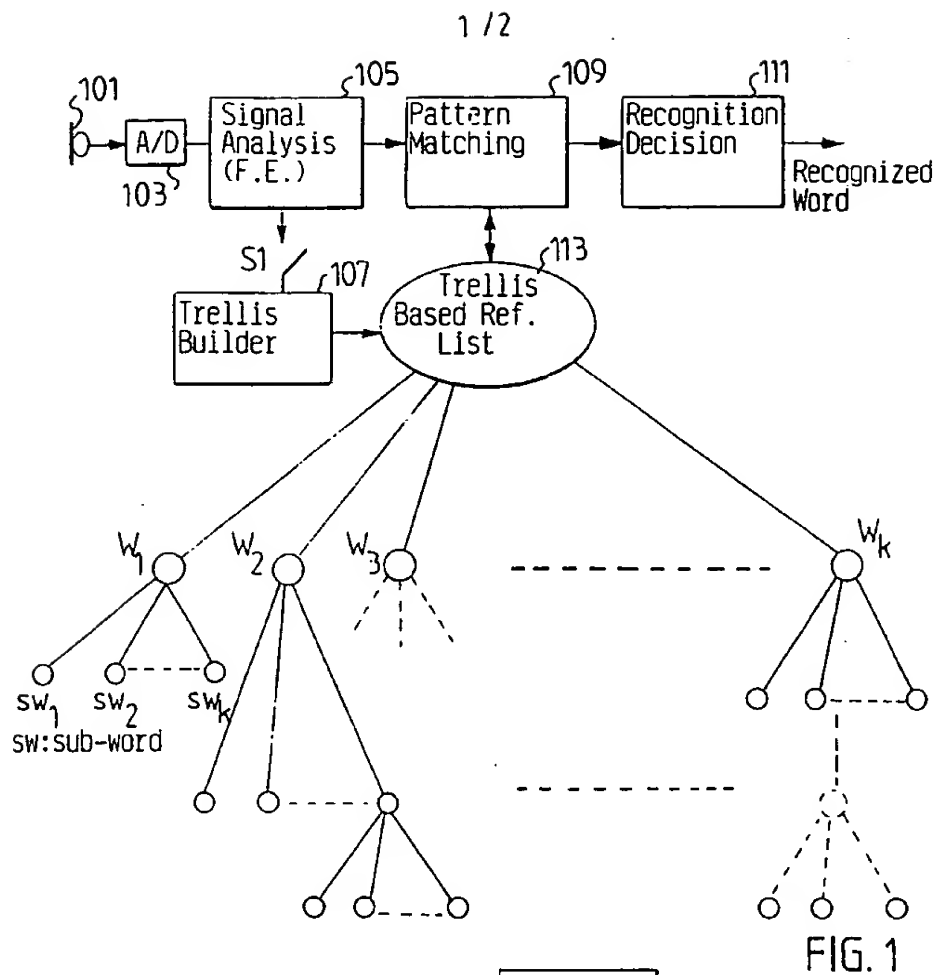 1/2
101
A/D
103
105
Signal
Analysis
(F.E.)
109
Pattern
Matching
111
Recognition
Decision
Recognized
Word
S1
107
Trellis
Builder
113
Trellis
Based Ref.
List
W1
W2
W3
Wk
sw1
sw2
swk
sw:sub-word
FIG. 1